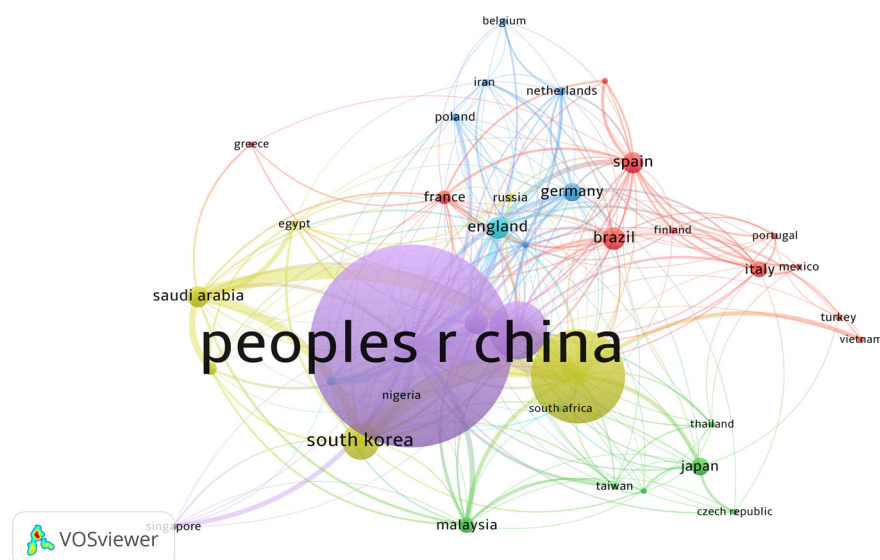 belgium
iran
netherlands
poland
greece
spain
france
russia
germany
egypt
england
brazil
finland
portugal
italy
mexico
saudi arabia
turkey
peoples r china
vietnam
nigeria
south africa
thailand
south korea
japan
taiwan
czech republic
singapore
malaysia
VOSviewer